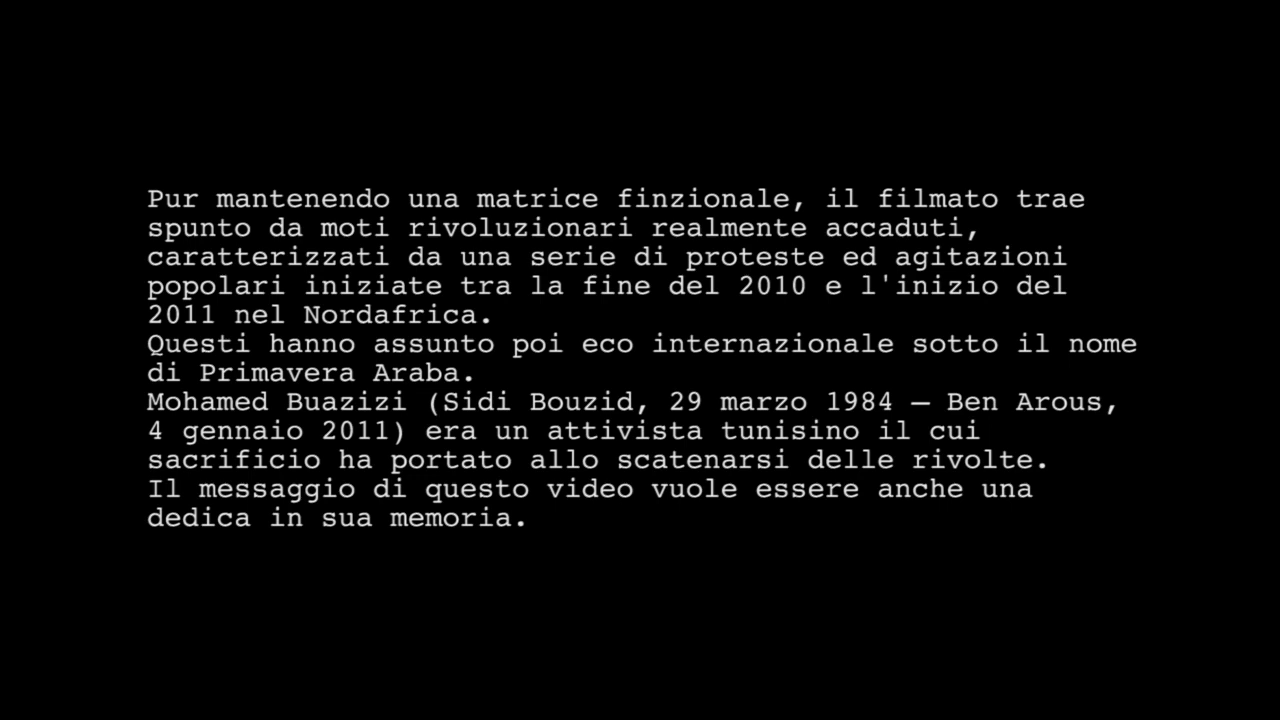 Pur mantenendo una matrice finzionale, il filmato trae
spunto da moti rivoluzionari realmente accaduti,
caratterizzati da una serie di proteste ed agitazioni
popolari iniziate tra la fine del 2010 e l'inizio del
2011 nel Nordafrica.
Questi hanno assunto poi eco internazionale sotto il nome
di Primavera Araba.
Mohamed Buazizi (Sidi Bouzid, 29 marzo 1984 – Ben Arous,
4 gennaio 2011) era un attivista tunisino il cui
sacrificio ha portato allo scatenarsi delle rivolte.
Il messaggio di questo video vuole essere anche una
dedica in sua memoria.